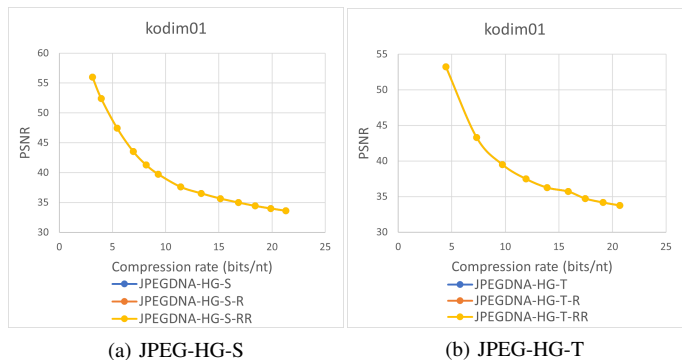 kodim01
60
55
50
45
40
35
30
PSNR
0 5 10 15 20 25
Compression rate (bits/nt)
JPEGDNA-HG-S
JPEGDNA-HG-S-R
JPEGDNA-HG-S-RR
(a) JPEG-HG-S
kodim01
55
50
45
40
35
30
PSNR
0 5 10 15 20 25
Compression rate (bits/nt)
JPEGDNA-HG-T
JPEGDNA-HG-T-R
JPEGDNA-HG-T-RR
(b) JPEG-HG-T